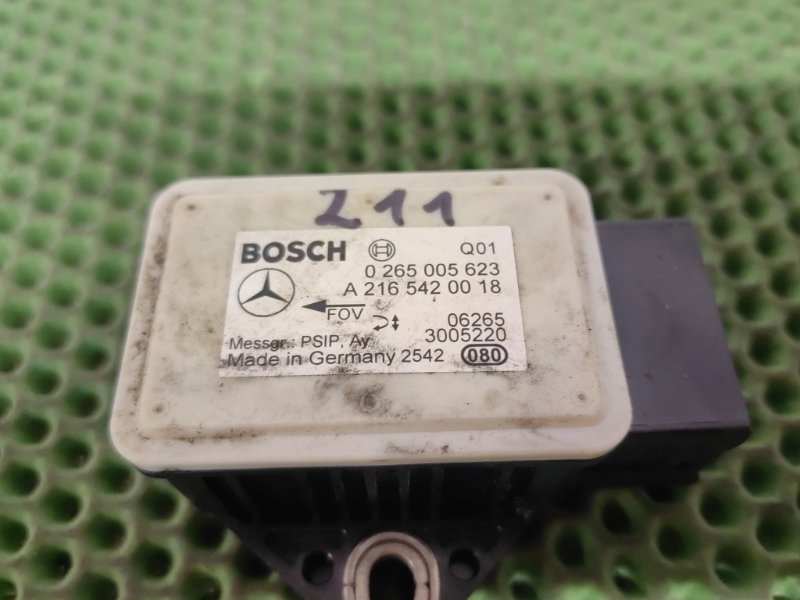 211
BOSCH Q01
0 265 005 623
A 216 542 00 18
FOV 06265
Messgr.: PSIP, Ay 3005220
Made in Germany 2542 080